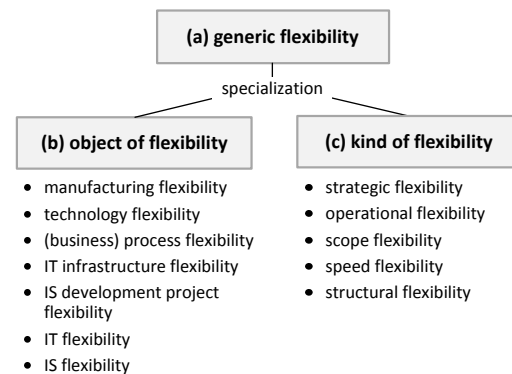 (a) generic flexibility
specialization
(b) object of flexibility
• manufacturing flexibility
• technology flexibility
• (business) process flexibility
• IT infrastructure flexibility
• IS development project
flexibility
• IT flexibility
• IS flexibility
(c) kind of flexibility
• strategic flexibility
• operational flexibility
• scope flexibility
• speed flexibility
• structural flexibility